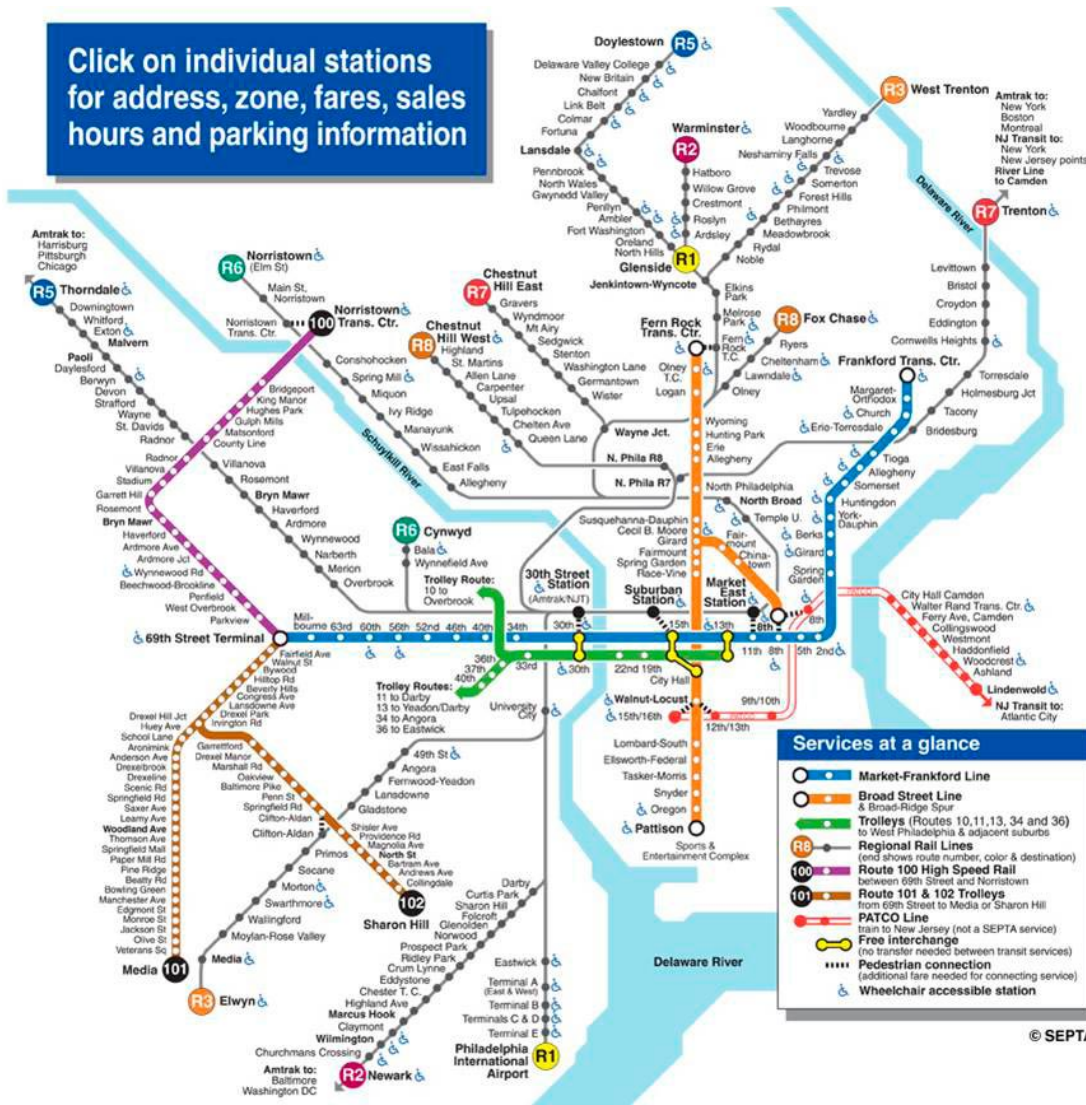 Click on individual stations
for address, zone, fares, sales
hours and parking information
Doylestown
R5
Delaware Valley College
New Britain
Chalfont
Link Belt
Colmar
Fortuna
Lansdale
Pennbrook
North Wales
Gwynedd Valley
Penllyn
Ambler
Fort Washington
Oreland
North Hills
Glenside
R1
Jenkintown-Wyncote
Warminster
R2
Hatboro
Willow Grove
Crestmont
Roslyn
Ardsley
R3
West Trenton
Yardley
Woodbourne
Langhorne
Neshaminy Falls
Trevose
Somerton
Forest Hills
Philmont
Bethayres
Meadowbrook
Rydal
Noble
Elkins
Park
Melrose
Park
Fern
Rock
T.C.
Amtrak to:
New York
Boston
Montreal
NJ Transit to:
New York
New Jersey points
River Line
to Camden
Delaware River
R7
Trenton
Levittown
Bristol
Croydon
Eddington
Cornwells Heights
Torresdale
Holmesburg Jct
Tacony
Bridesburg
Amtrak to:
Harrisburg
Pittsburgh
Chicago
R5
Thorndale
Downingtown
Whitford
Exton
Malvern
Paoli
Daylesford
Berwyn
Devon
Strafford
Wayne
St. Davids
Radnor
Villanova
Rosemont
Bryn Mawr
Haverford
Ardmore
Wynnewood
Narberth
Merion
Overbrook
R6
Norristown
(Elm St)
Main St,
Norristown
Norristown
Trans. Ctr.
100
Norristown
Trans. Ctr.
Conshohocken
Spring Mill
Miquon
Ivy Ridge
Manayunk
Wissahickon
East Falls
Allegheny
Schuylkill River
Bridgeport
King Manor
Hughes Park
Gulph Mills
Matsonford
County Line
Radnor
Villanova
Stadium
Garrett Hill
Rosemont
Bryn Mawr
Haverford
Ardmore Ave
Ardmore Jct
Wynnewood Rd
Beechwood-Brookline
Penfield
West Overbrook
Parkview
69th Street Terminal
Chestnut
Hill East
R7
Gravers
Wyndmoor
Mt Airy
Sedgwick
Stenton
Washington Lane
Germantown
Wister
Wayne Jct.
Chestnut
Hill West
R8
Highland
St. Martins
Allen Lane
Carpenter
Upsal
Tulpehocken
Chelten Ave
Queen Lane
N. Phila R8
N. Phila R7
R8
Fox Chase
Ryers
Cheltenham
Lawndale
Olney
Fern Rock
Trans. Ctr.
Olney
T.C.
Logan
Wyoming
Hunting Park
Erie
Allegheny
North Philadelphia
North Broad
Temple U.
Susquehanna-Dauphin
Cecil B. Moore
Girard
Fairmount
Spring Garden
Race-Vine
Fair-
mount
China-
town
Frankford Trans. Ctr.
Margaret-
Orthodox
Church
Erie-Torresdale
Tioga
Allegheny
Somerset
Huntingdon
York-
Dauphin
Berks
Girard
Spring
Garden
R6
Cynwyd
Bala
Wynnefield Ave
Trolley Route:
10 to
Overbrook
30th Street
Station
(Amtrak/NJT)
Suburban
Station
Market
East
Station
8th
8th
Mill-
bourne
63rd
60th
56th
52nd
46th
40th
34th
30th
15th
13th
11th
8th
5th
2nd
36th
37th
40th
33rd
30th
22nd
19th
City Hall
Trolley Routes:
11 to Darby
13 to Yeadon/Darby
34 to Angora
36 to Eastwick
University
City
Walnut-Locust
15th/16th
12th/13th
9th/10th
PATCO
PATCO
City Hall Camden
Walter Rand Trans. Ctr.
Ferry Ave, Camden
Collingswood
Westmont
Haddonfield
Woodcrest
Ashland
Lindenwold
NJ Transit to:
Atlantic City
Lombard-South
Ellsworth-Federal
Tasker-Morris
Snyder
Oregon
Pattison
Sports &
Entertainment Complex
Fairfield Ave
Walnut St
Bywood
Hilltop Rd
Beverly Hills
Congress Ave
Lansdowne Ave
Drexel Park
Irvington Rd
Drexel Hill Jct
Huey Ave
School Lane
Aronimink
Anderson Ave
Drexelbrook
Drexeline
Scenic Rd
Springfield Rd
Saxer Ave
Leamy Ave
Woodland Ave
Thomson Ave
Springfield Mall
Paper Mill Rd
Pine Ridge
Beatty Rd
Bowling Green
Manchester Ave
Edgmont St
Monroe St
Jackson St
Olive St
Veterans Sq
Media
101
Garrettford
Drexel Manor
Marshall Rd
Oakview
Baltimore Pike
Penn St
Springfield Rd
Clifton-Aldan
Shisler Ave
Providence Rd
Magnolia Ave
North St
Bartram Ave
Andrews Ave
Collingdale
102
Sharon Hill
49th St
Angora
Fernwood-Yeadon
Lansdowne
Gladstone
Clifton-Aldan
Primos
Secane
Morton
Swarthmore
Wallingford
Moylan-Rose Valley
Media
R3
Elwyn
Darby
Curtis Park
Sharon Hill
Folcroft
Glenolden
Norwood
Prospect Park
Ridley Park
Crum Lynne
Eddystone
Chester T. C.
Highland Ave
Marcus Hook
Claymont
Wilmington
Churchmans Crossing
R2
Newark
Amtrak to:
Baltimore
Washington DC
Eastwick
Terminal A
(East & West)
Terminal B
Terminals C & D
Terminal E
Philadelphia
International
Airport
R1
Delaware River
Services at a glance
Market-Frankford Line
Broad Street Line
& Broad-Ridge Spur
Trolleys (Routes 10,11,13, 34 and 36)
to West Philadelphia & adjacent suburbs
R8
Regional Rail Lines
(end shows route number, color & destination)
100
Route 100 High Speed Rail
between 69th Street and Norristown
101
Route 101 & 102 Trolleys
from 69th Street to Media or Sharon Hill
PATCO Line
train to New Jersey (not a SEPTA service)
Free interchange
(no transfer needed between transit services)
Pedestrian connection
(additional fare needed for connecting service)
Wheelchair accessible station
© SEPTA